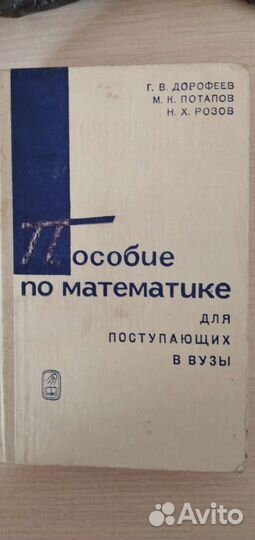 Г. В. ДОРОФЕЕВ
М. К. ПОТАПОВ
Н. Х. РОЗОВ
Пособие
по математике
ДЛЯ
ПОСТУПАЮЩИХ
В ВУЗЫ
Avito